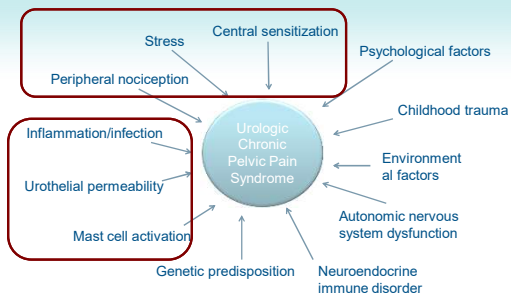 Central sensitization
Stress
Psychological factors
Peripheral nociception
Childhood trauma
Inflammation/infection
Urologic
Chronic
Pelvic Pain
Syndrome
Environment
al factors
Urothelial permeability
Autonomic nervous
system dysfunction
Mast cell activation
Genetic predisposition
Neuroendocrine
immune disorder